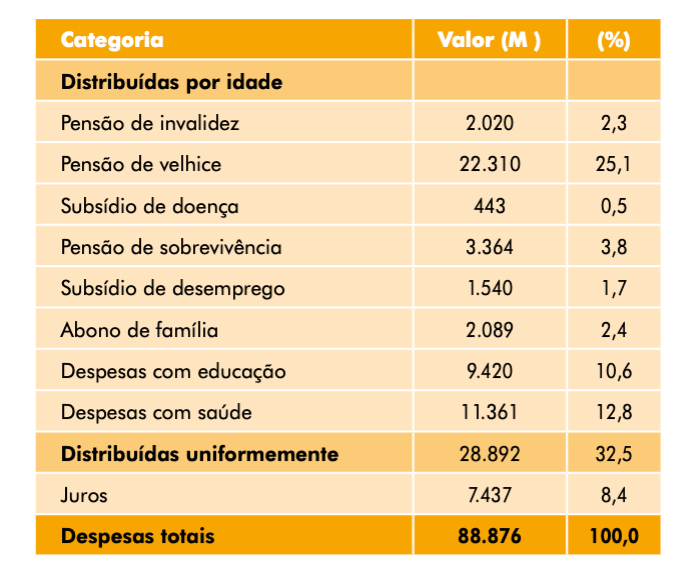 Categoria Valor (M ) (%)
Distribuídas por idade
Pensão de invalidez 2.020 2,3
Pensão de velhice 22.310 25,1
Subsídio de doença 443 0,5
Pensão de sobrevivência 3.364 3,8
Subsídio de desemprego 1.540 1,7
Abono de família 2.089 2,4
Despesas com educação 9.420 10,6
Despesas com saúde 11.361 12,8
Distribuídas uniformemente 28.892 32,5
Juros 7.437 8,4
Despesas totais 88.876 100,0